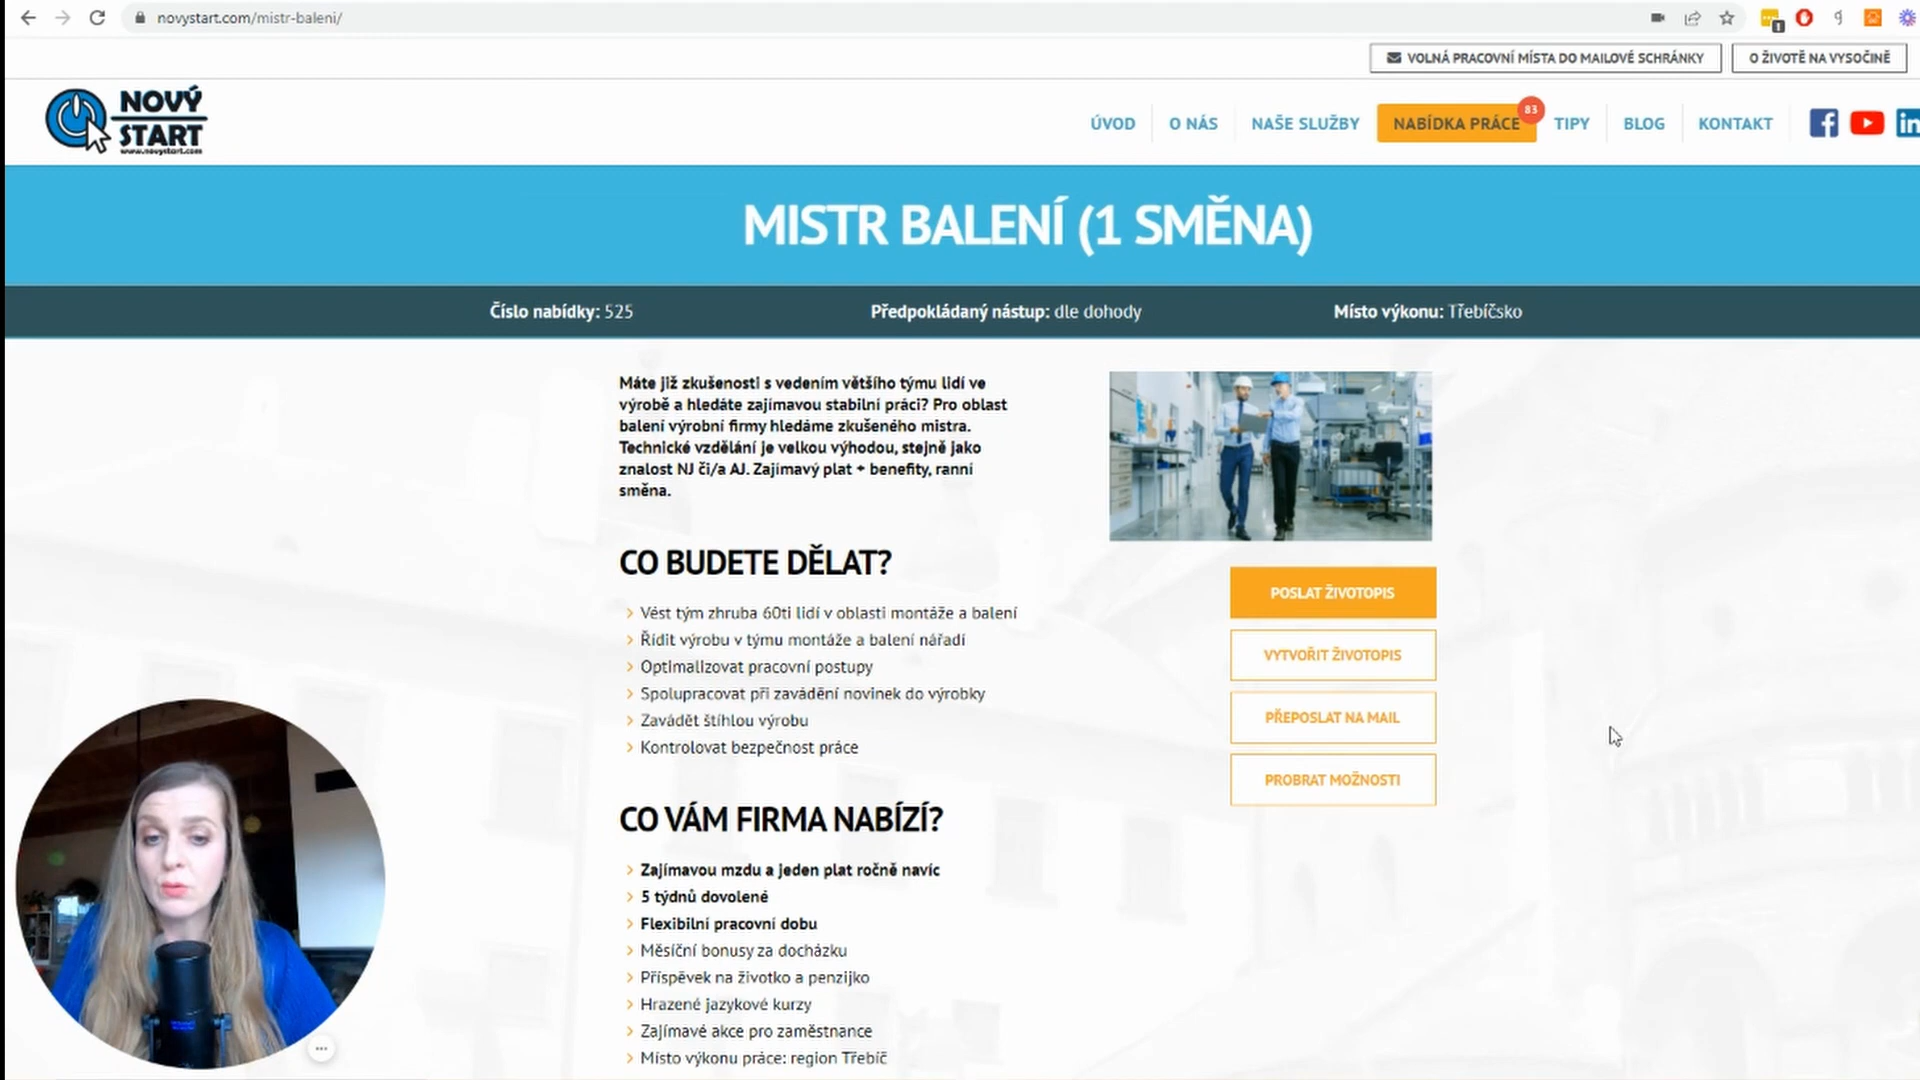 novystart.com/mistr-baleni/
VOLNÁ PRACOVNÍ MÍSTA DO MAILOVÉ SCHRÁNKY
O ŽIVOTĚ NA VYSOČINĚ
NOVÝ
START
www.novystart.com
ÚVOD
O NÁS
NAŠE SLUŽBY
NABÍDKA PRÁCE
83
TIPY
BLOG
KONTAKT
MISTR BALENÍ (1 SMĚNA)
Číslo nabídky: 525
Předpokládaný nástup: dle dohody
Místo výkonu: Třebíčsko
Máte již zkušenosti s vedením většího týmu lidí ve
výrobě a hledáte zajímavou stabilní práci? Pro oblast
balení výrobní firmy hledáme zkušeného mistra.
Technické vzdělání je velkou výhodou, stejně jako
znalost NJ či/a AJ. Zajímavý plat + benefity, ranní
směna.
CO BUDETE DĚLAT?
Vést tým zhruba 60ti lidí v oblasti montáže a balení
Řídit výrobu v týmu montáže a balení nářadí
Optimalizovat pracovní postupy
Spolupracovat při zavádění novinek do výrobky
Zavádět štíhlou výrobu
Kontrolovat bezpečnost práce
POSLAT ŽIVOTOPIS
VYTVOŘIT ŽIVOTOPIS
PŘEPOSLAT NA MAIL
PROBRAT MOŽNOSTI
CO VÁM FIRMA NABÍZÍ?
Zajímavou mzdu a jeden plat ročně navíc
5 týdnů dovolené
Flexibilní pracovní dobu
Měsíční bonusy za docházku
Příspěvek na životko a penzijko
Hrazené jazykové kurzy
Zajímavé akce pro zaměstnance
Místo výkonu práce: region Třebíč